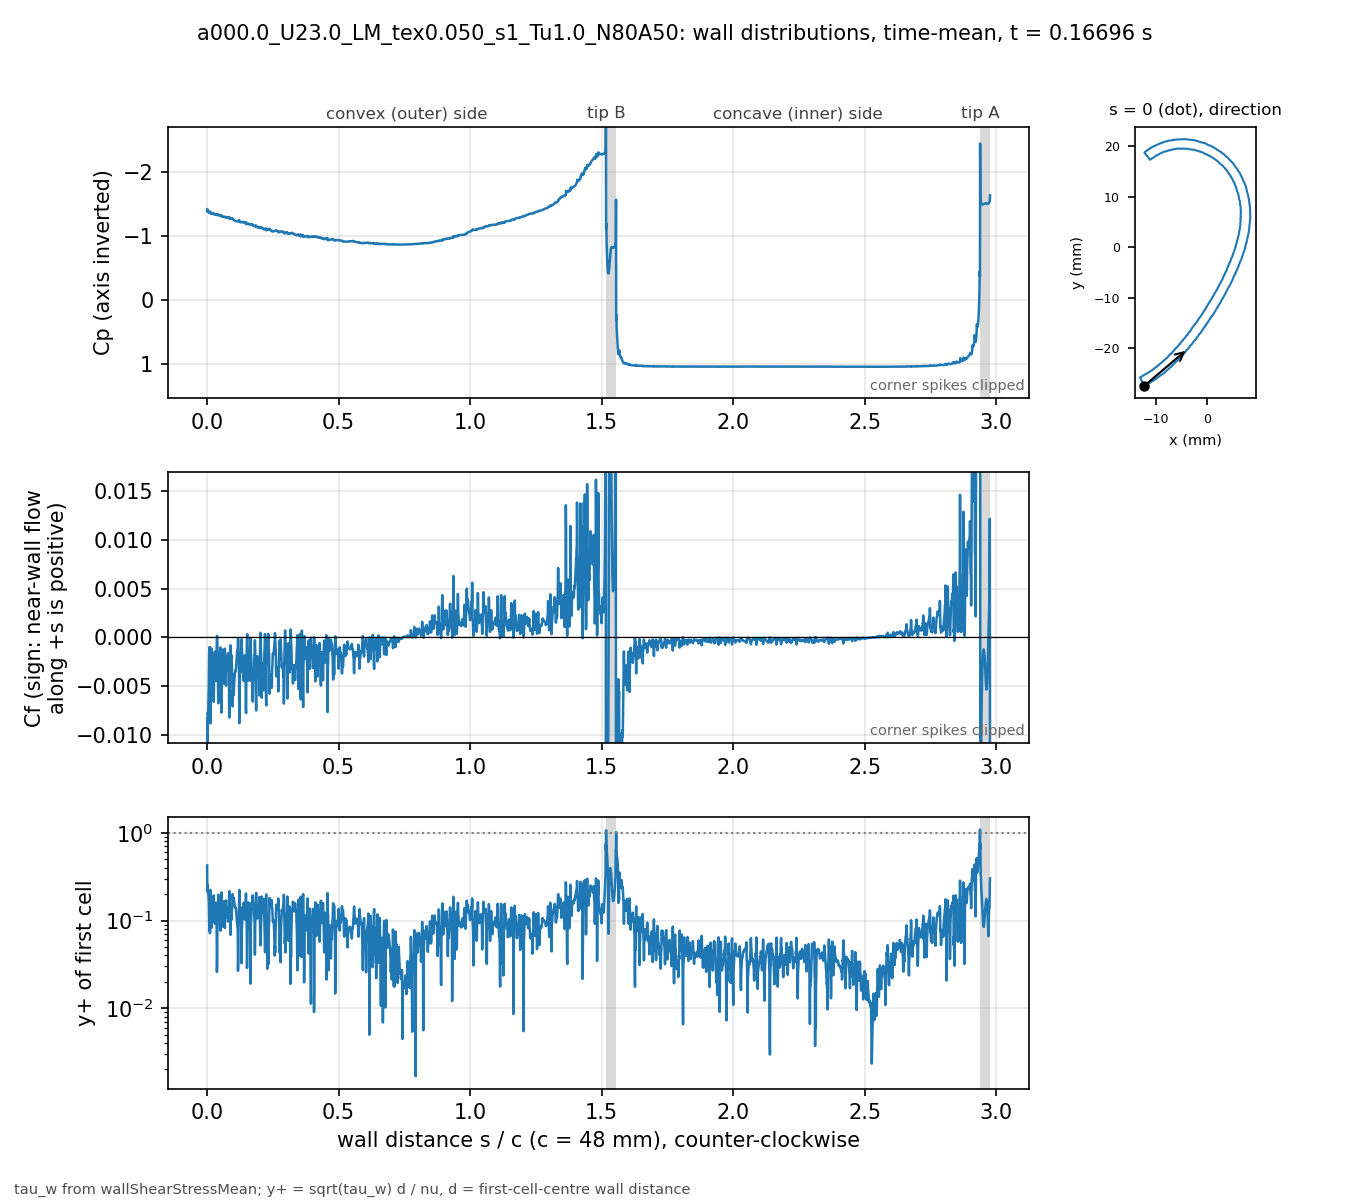 a000.0_U23.0_LM_tex0.050_s1_Tu1.0_N80A50: wall distributions, time-mean, t = 0.16696 s
convex (outer) side
tip B
concave (inner) side
tip A
s = 0 (dot), direction
Cp (axis inverted)
−2
−1
0
1
corner spikes clipped
0.0 0.5 1.0 1.5 2.0 2.5 3.0
y (mm)
20
10
0
−10
−20
−10 0
x (mm)
Cf (sign: near-wall flow
along +s is positive)
0.015
0.010
0.005
0.000
−0.005
−0.010
corner spikes clipped
0.0 0.5 1.0 1.5 2.0 2.5 3.0
y+ of first cell
10⁰
10⁻¹
10⁻²
0.0 0.5 1.0 1.5 2.0 2.5 3.0
wall distance s / c (c = 48 mm), counter-clockwise
tau_w from wallShearStressMean; y+ = sqrt(tau_w) d / nu, d = first-cell-centre wall distance